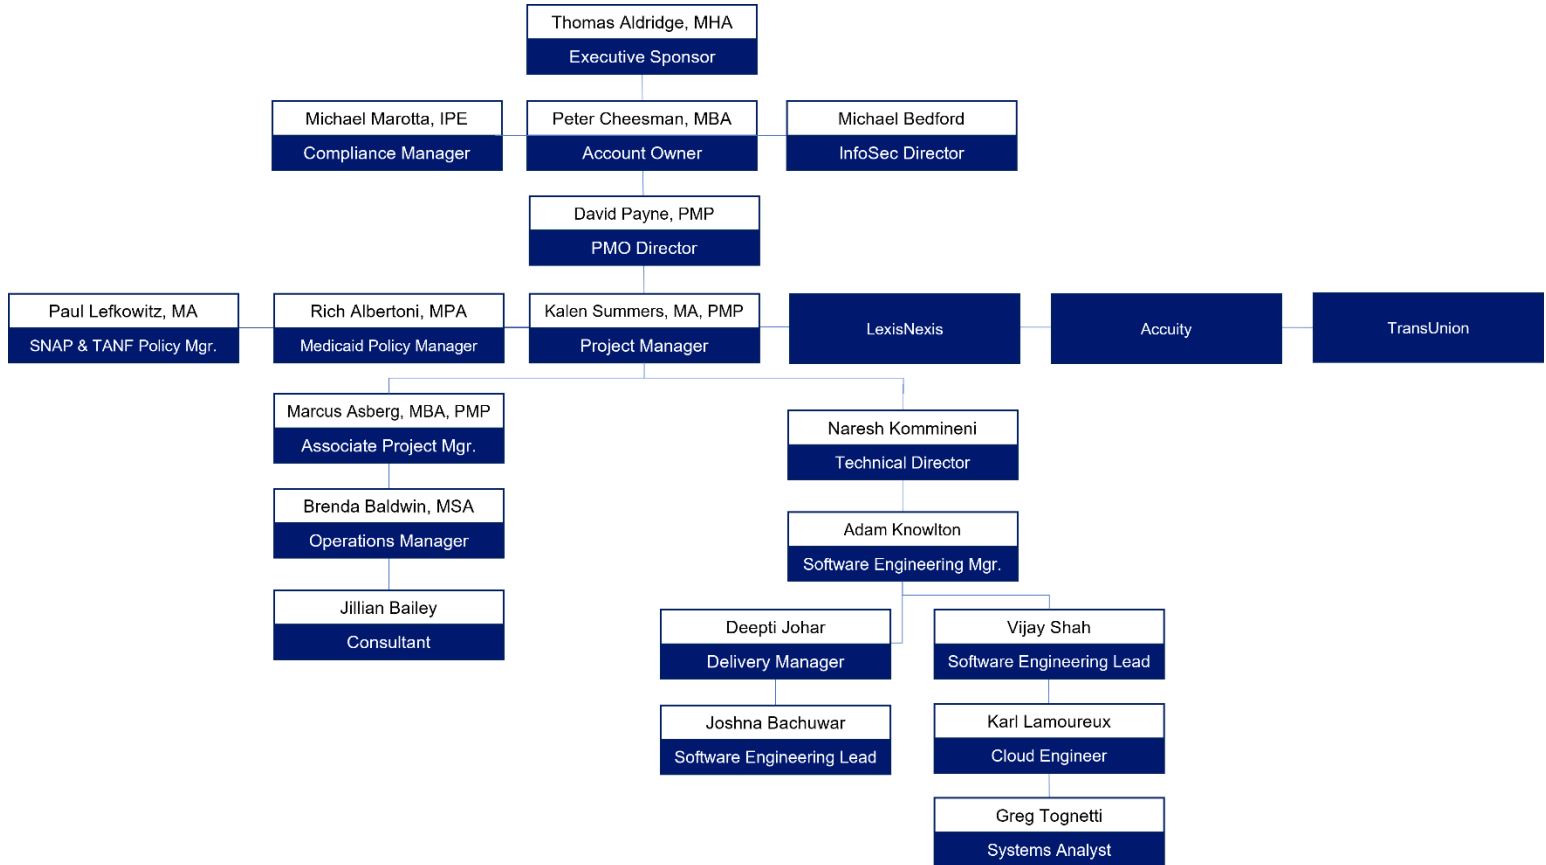 Thomas Aldridge, MHA
Executive Sponsor
Michael Marotta, IPE
Compliance Manager
Peter Cheesman, MBA
Account Owner
Michael Bedford
InfoSec Director
David Payne, PMP
PMO Director
Paul Lefkowitz, MA
SNAP & TANF Policy Mgr.
Rich Albertoni, MPA
Medicaid Policy Manager
Kalen Summers, MA, PMP
Project Manager
LexisNexis
Accuity
TransUnion
Marcus Asberg, MBA, PMP
Associate Project Mgr.
Naresh Kommineni
Technical Director
Brenda Baldwin, MSA
Operations Manager
Adam Knowlton
Software Engineering Mgr.
Jillian Bailey
Consultant
Deepti Johar
Delivery Manager
Vijay Shah
Software Engineering Lead
Joshna Bachuwar
Software Engineering Lead
Karl Lamoureux
Cloud Engineer
Greg Tognetti
Systems Analyst